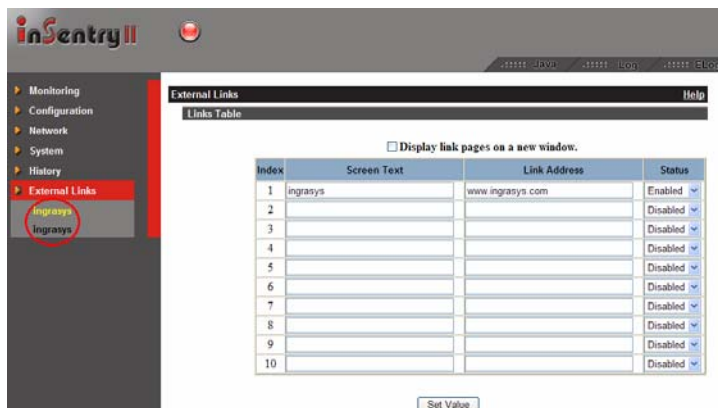 inSentry II
Java Log ELog
Monitoring
Configuration
Network
System
History
External Links
ingrasys
ingrasys
External Links Help
Links Table
Display link pages on a new window.
Index Screen Text Link Address Status
1 ingrasys www.ingrasys.com Enabled
2 Disabled
3 Disabled
4 Disabled
5 Disabled
6 Disabled
7 Disabled
8 Disabled
9 Disabled
10 Disabled
Set Value